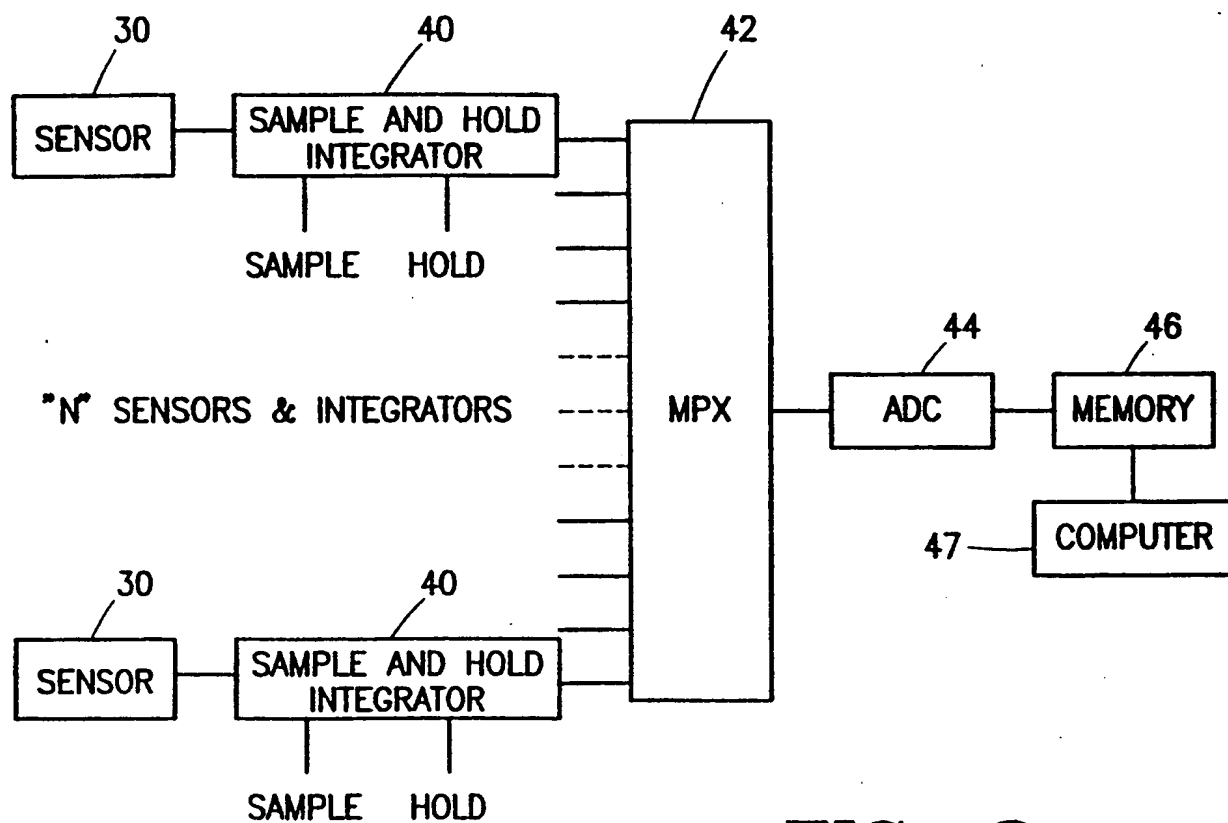 30
40
42
SENSOR
SAMPLE AND HOLD
INTEGRATOR
SAMPLE HOLD
44
46
"N" SENSORS & INTEGRATORS
MPX
ADC
MEMORY
47
COMPUTER
30
40
SENSOR
SAMPLE AND HOLD
INTEGRATOR
SAMPLE HOLD